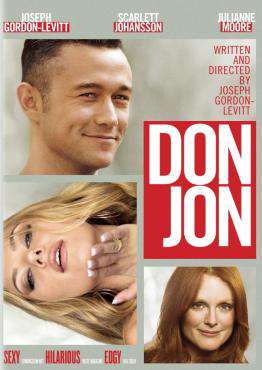 JOSEPH GORDON-LEVITT
SCARLETT JOHANSSON
JULIANNE MOORE
WRITTEN
AND
DIRECTED
BY
JOSEPH
GORDON-
LEVITT
DON
JON
SEXY HILARIOUS EDGY